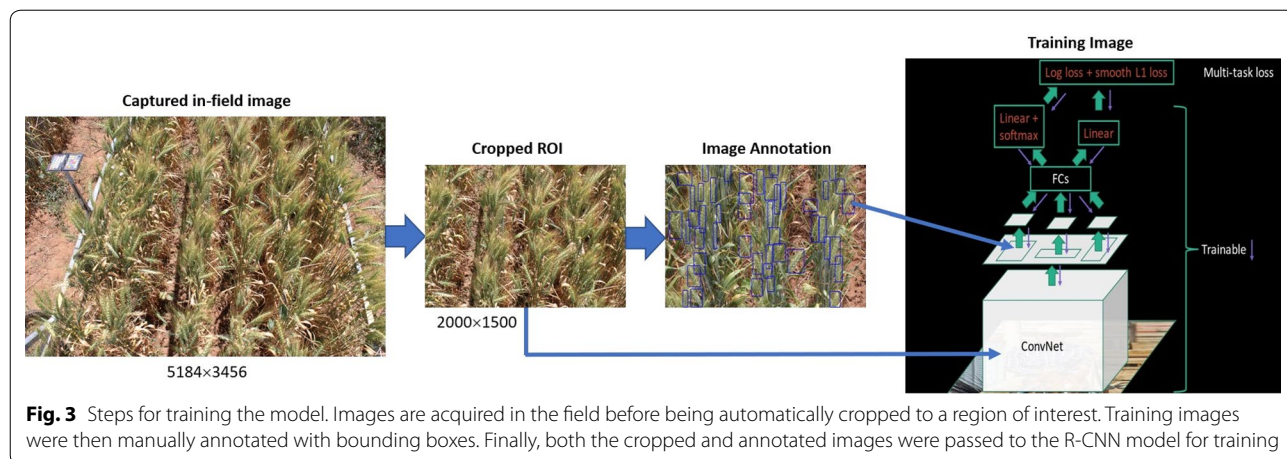 Training Image
Captured in-field image
Cropped ROI
Image Annotation
5184×3456
2000×1500
Log loss + smooth L1 loss
Multi-task loss
Linear +
softmax
Linear
FCs
Trainable
ConvNet
Fig. 3 Steps for training the model. Images are acquired in the field before being automatically cropped to a region of interest. Training images
were then manually annotated with bounding boxes. Finally, both the cropped and annotated images were passed to the R-CNN model for training